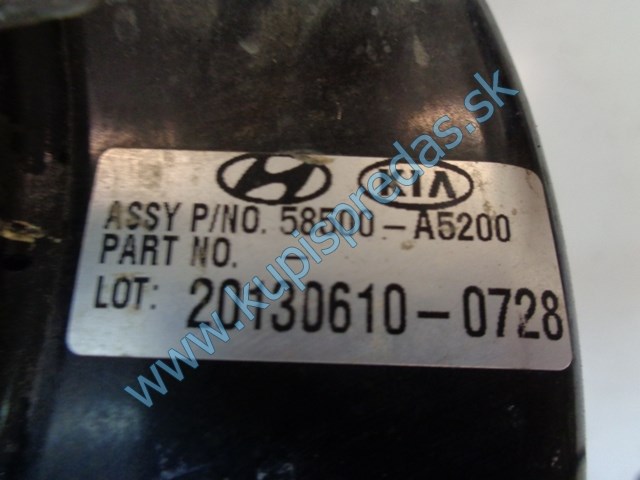 KIA
ASSY P/NO. 58500-A5200
PART NO.
LOT: 20130610-0728
www.kupispredas.sk